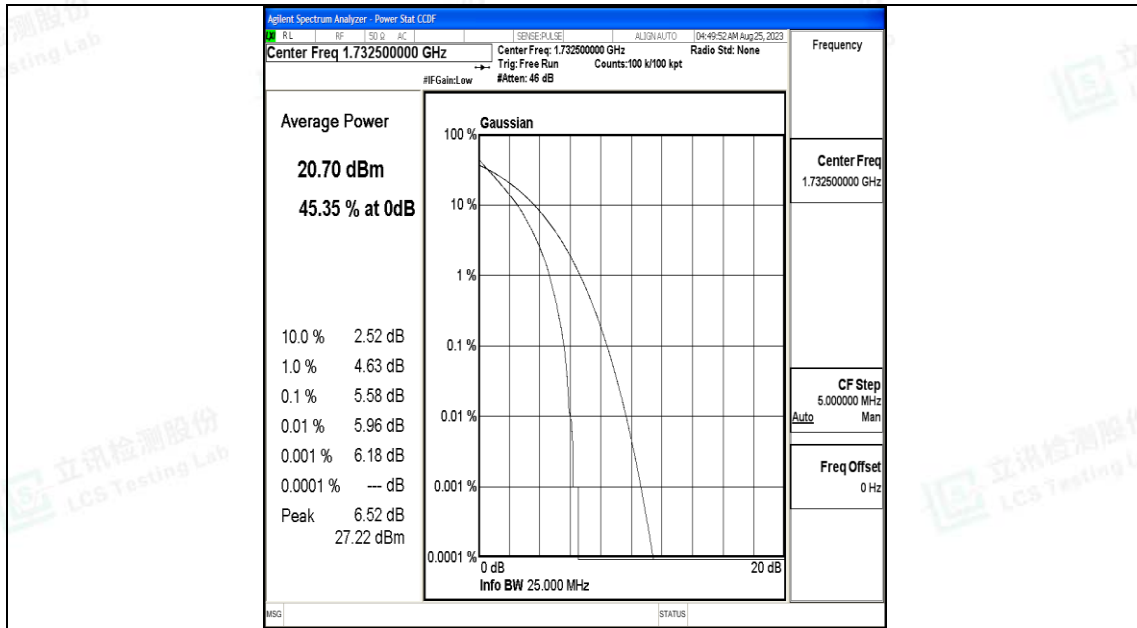 Agilent Spectrum Analyzer - Power Stat CCDF
RL RF 50 Ω AC SENSE:PULSE ALIGNAUTO 04:49:52 AM Aug 25, 2023
Center Freq 1.732500000 GHz
Center Freq: 1.732500000 GHz Radio Std: None
Trig: Free Run Counts:100 k/100 kpt
#IFGain:Low #Atten: 46 dB
Frequency
Average Power
20.70 dBm
45.35 % at 0dB
10.0 % 2.52 dB
1.0 % 4.63 dB
0.1 % 5.58 dB
0.01 % 5.96 dB
0.001 % 6.18 dB
0.0001 % --- dB
Peak 6.52 dB
27.22 dBm
Gaussian
100 %
10 %
1 %
0.1 %
0.01 %
0.001 %
0.0001 %
0 dB 20 dB
Info BW 25.000 MHz
Center Freq
1.732500000 GHz
CF Step
5.000000 MHz
Auto Man
Freq Offset
0 Hz
MSG STATUS
立讯检测股份
LCS Testing Lab